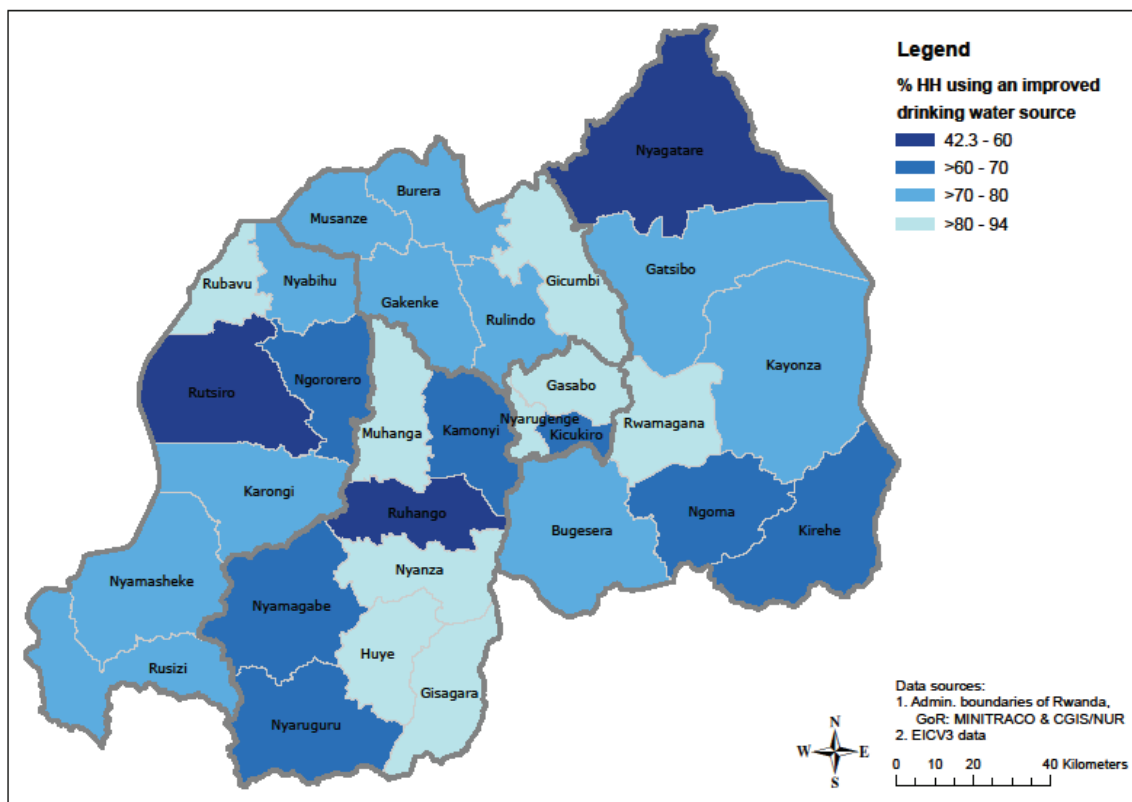 Legend
% HH using an improved
drinking water source
42.3 - 60
>60 - 70
>70 - 80
>80 - 94
Nyagatare
Burera
Musanze
Gatsibo
Gicumbi
Rubavu
Nyabihu
Gakenke
Rulindo
Kayonza
Rutsiro
Ngororero
Gasabo
Nyarugenge
Rwamagana
Muhanga
Kamonyi
Kicukiro
Karongi
Ruhango
Ngoma
Bugesera
Kirehe
Nyanza
Nyamasheke
Nyamagabe
Huye
Rusizi
Gisagara
Nyaruguru
Data sources:
1. Admin. boundaries of Rwanda,
GoR: MINITRACO & CGIS/NUR
2. EICV3 data
N
W E
S
0 10 20 40 Kilometers